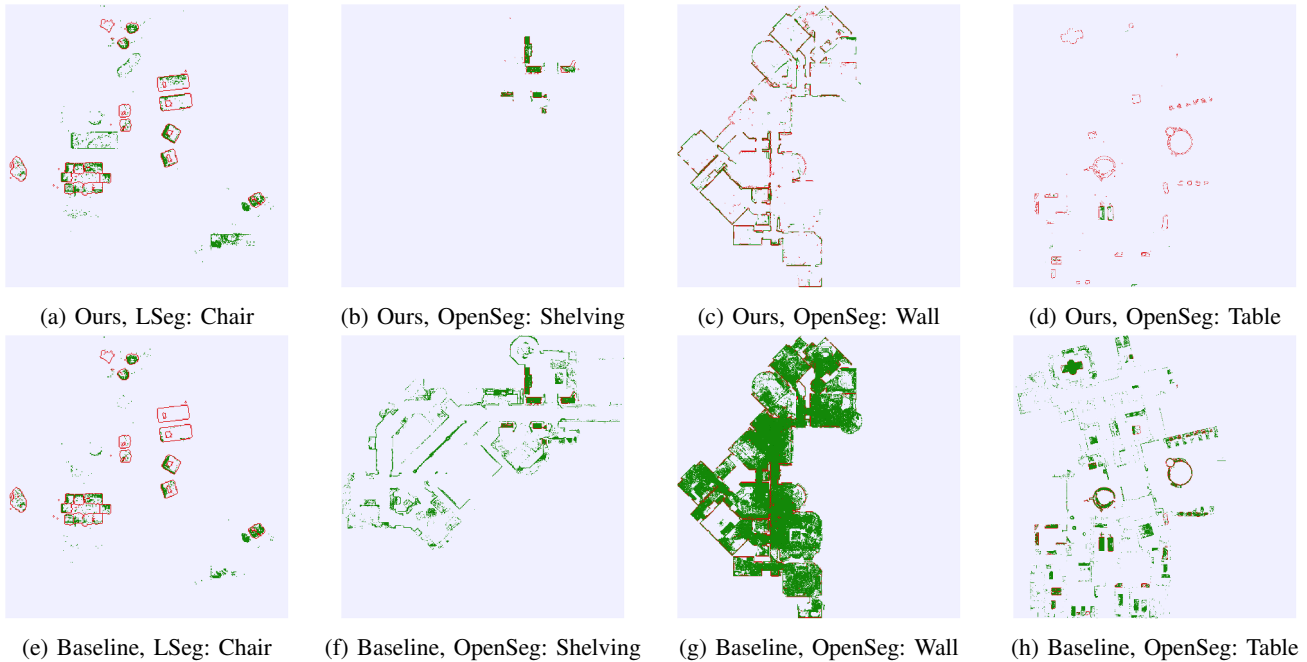 (a) Ours, LSeg: Chair
(b) Ours, OpenSeg: Shelving
(c) Ours, OpenSeg: Wall
(d) Ours, OpenSeg: Table
(e) Baseline, LSeg: Chair
(f) Baseline, OpenSeg: Shelving
(g) Baseline, OpenSeg: Wall
(h) Baseline, OpenSeg: Table